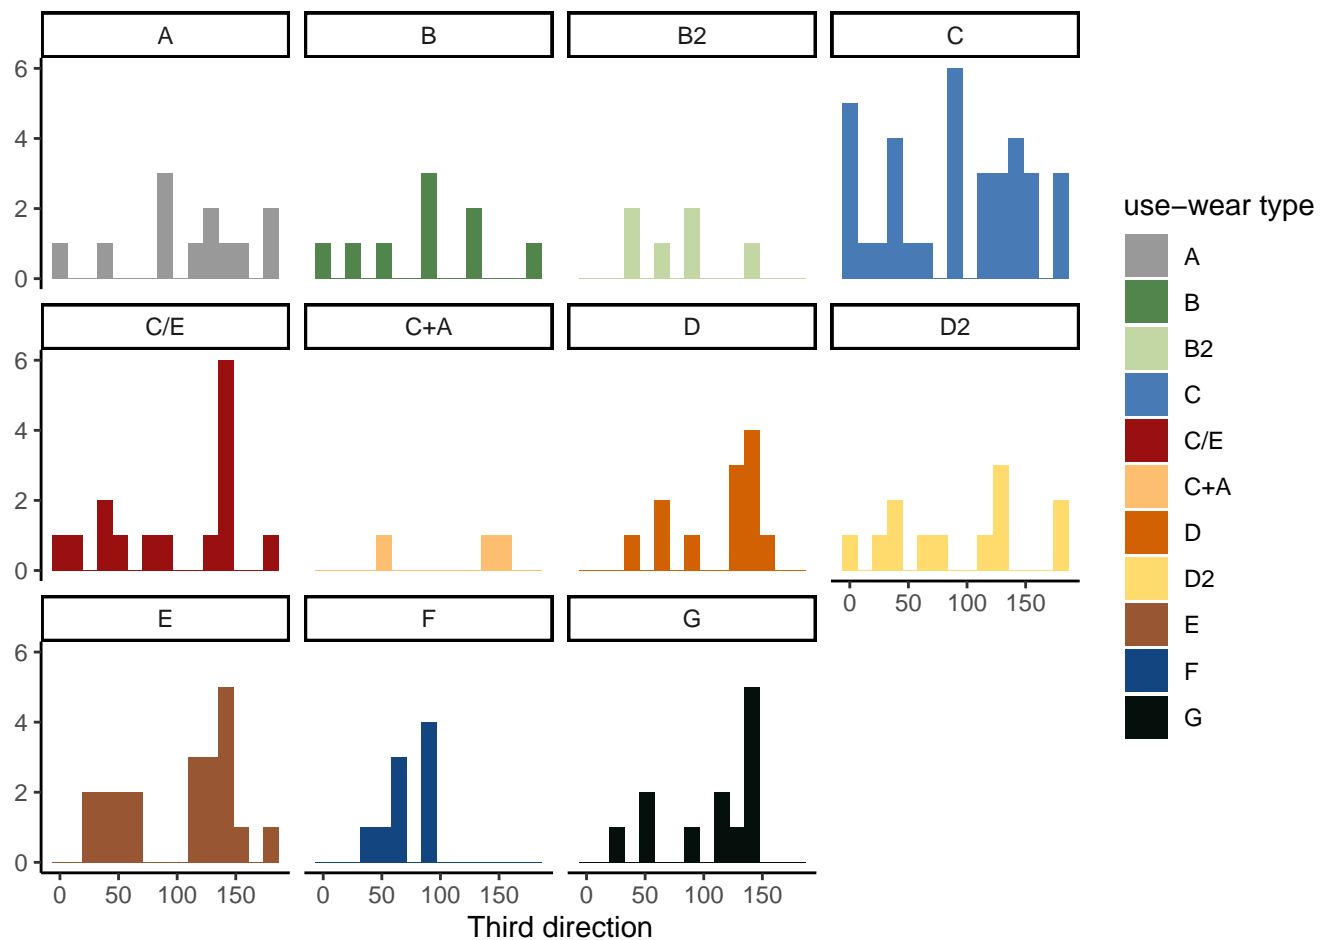 A B B2 C
6
4
2
0
C/E C+A D D2
6
4
2
0
0 50 100 150
E F G
6
4
2
0
0 50 100 150 0 50 100 150 0 50 100 150
Third direction
use−wear type
A
B
B2
C
C/E
C+A
D
D2
E
F
G